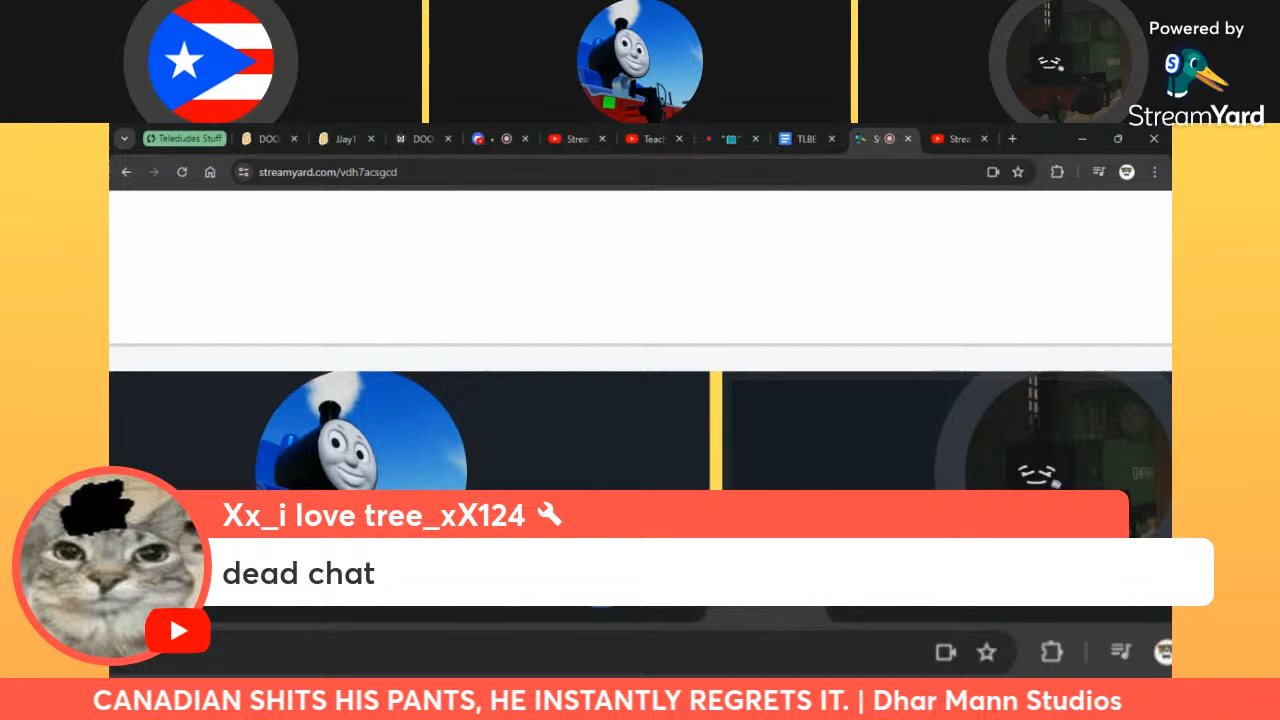 Powered by
StreamYard
Teledudes Stuff
DOO
JJay1
DOO
Strea
Teach
TLBE
S
Strea
streamyard.com/vdh7acsgcd
Xx_i love tree_xX124
dead chat
CANADIAN SHITS HIS PANTS, HE INSTANTLY REGRETS IT. | Dhar Mann Studios